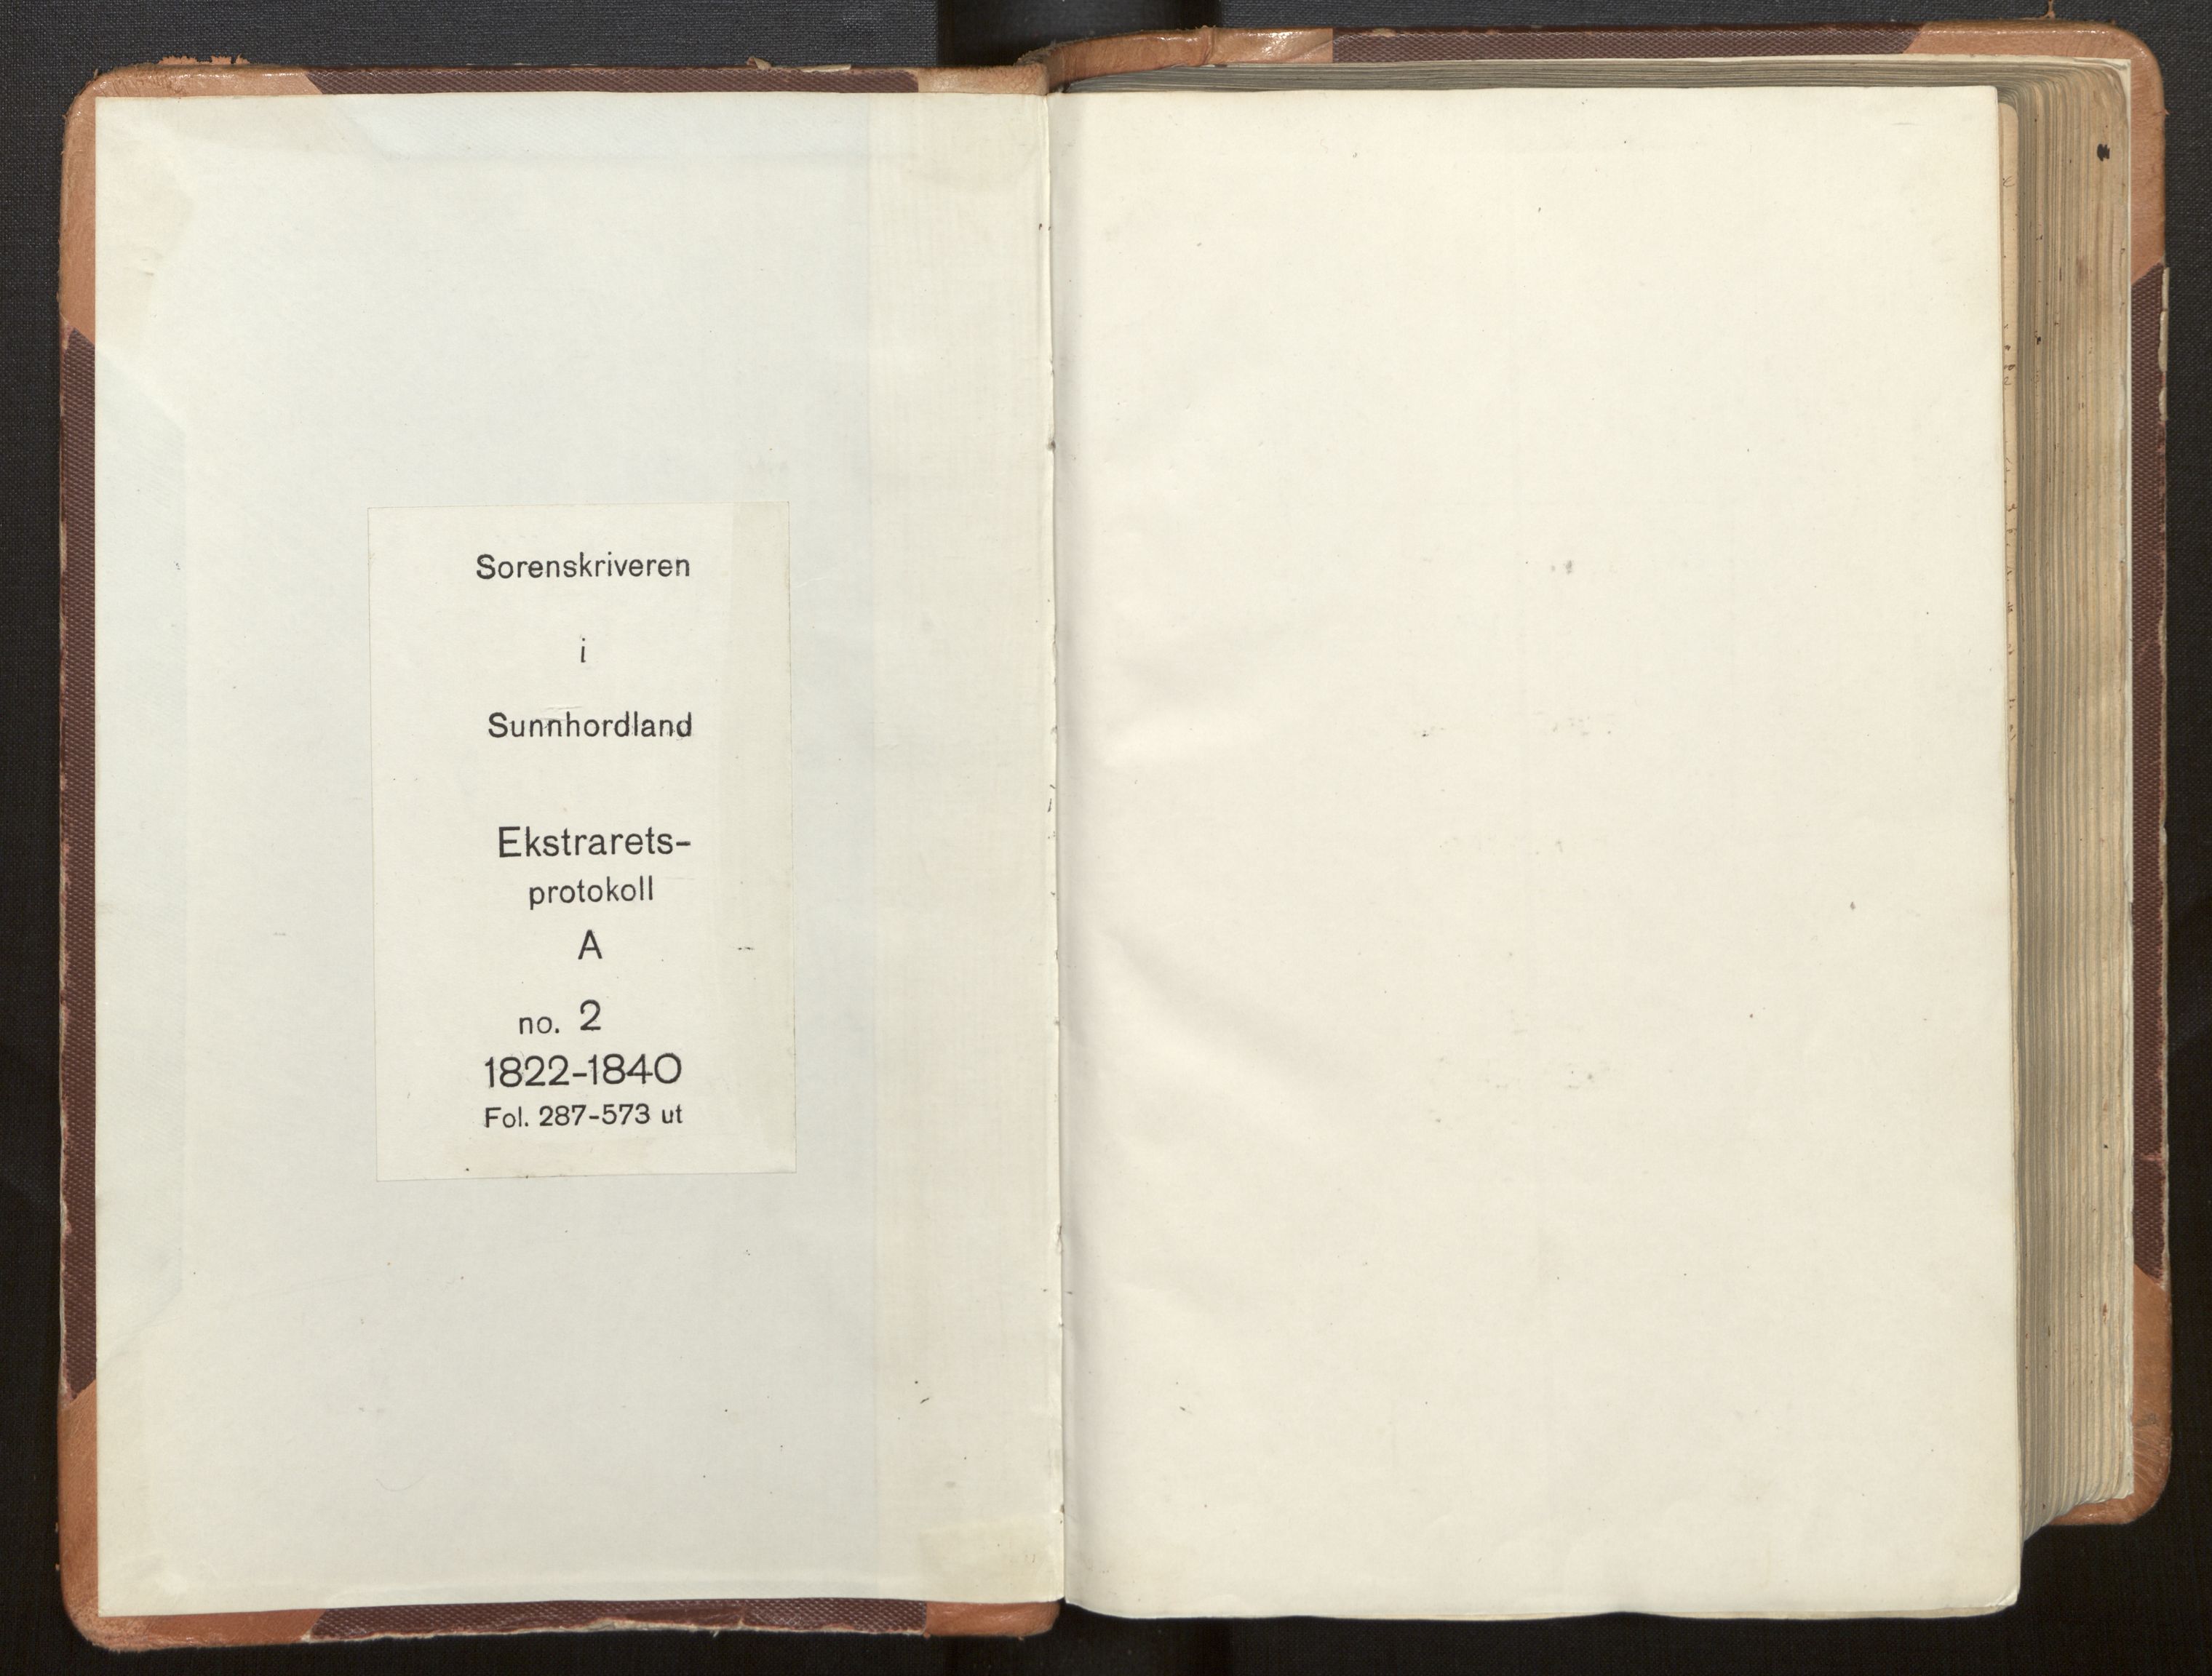 Sorenskriveren
i
Sunnhordland
Ekstrarets-
protokoll
A
no. 2
1822-1840
Fol. 287-573 ut